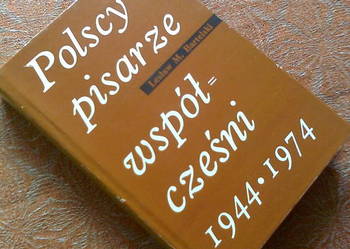 Polscy
pisarze
Lesław M. Bartelski
współ=
cześni
1944·1974